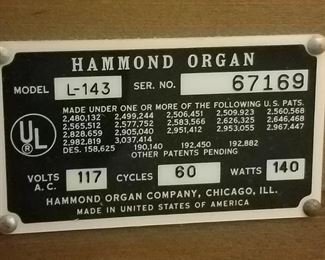 HAMMOND ORGAN
MODEL L-143 SER. NO. 67169
MADE UNDER ONE OR MORE OF THE FOLLOWING U.S. PATS.
2,480,132 2,499,244 2,506,451 2,509,923 2,560,568
2,565,512 2,577,752 2,583,566 2,626,325 2,646,468
2,828,659 2,905,040 2,951,412 2,953,055 2,967,447
2,982,819 3,037,414
DES. 158,625 190,140 192,450 192,882
OTHER PATENTS PENDING
UL
®
VOLTS A.C. 117 CYCLES 60 WATTS 140
HAMMOND ORGAN COMPANY, CHICAGO, ILL.
MADE IN UNITED STATES OF AMERICA